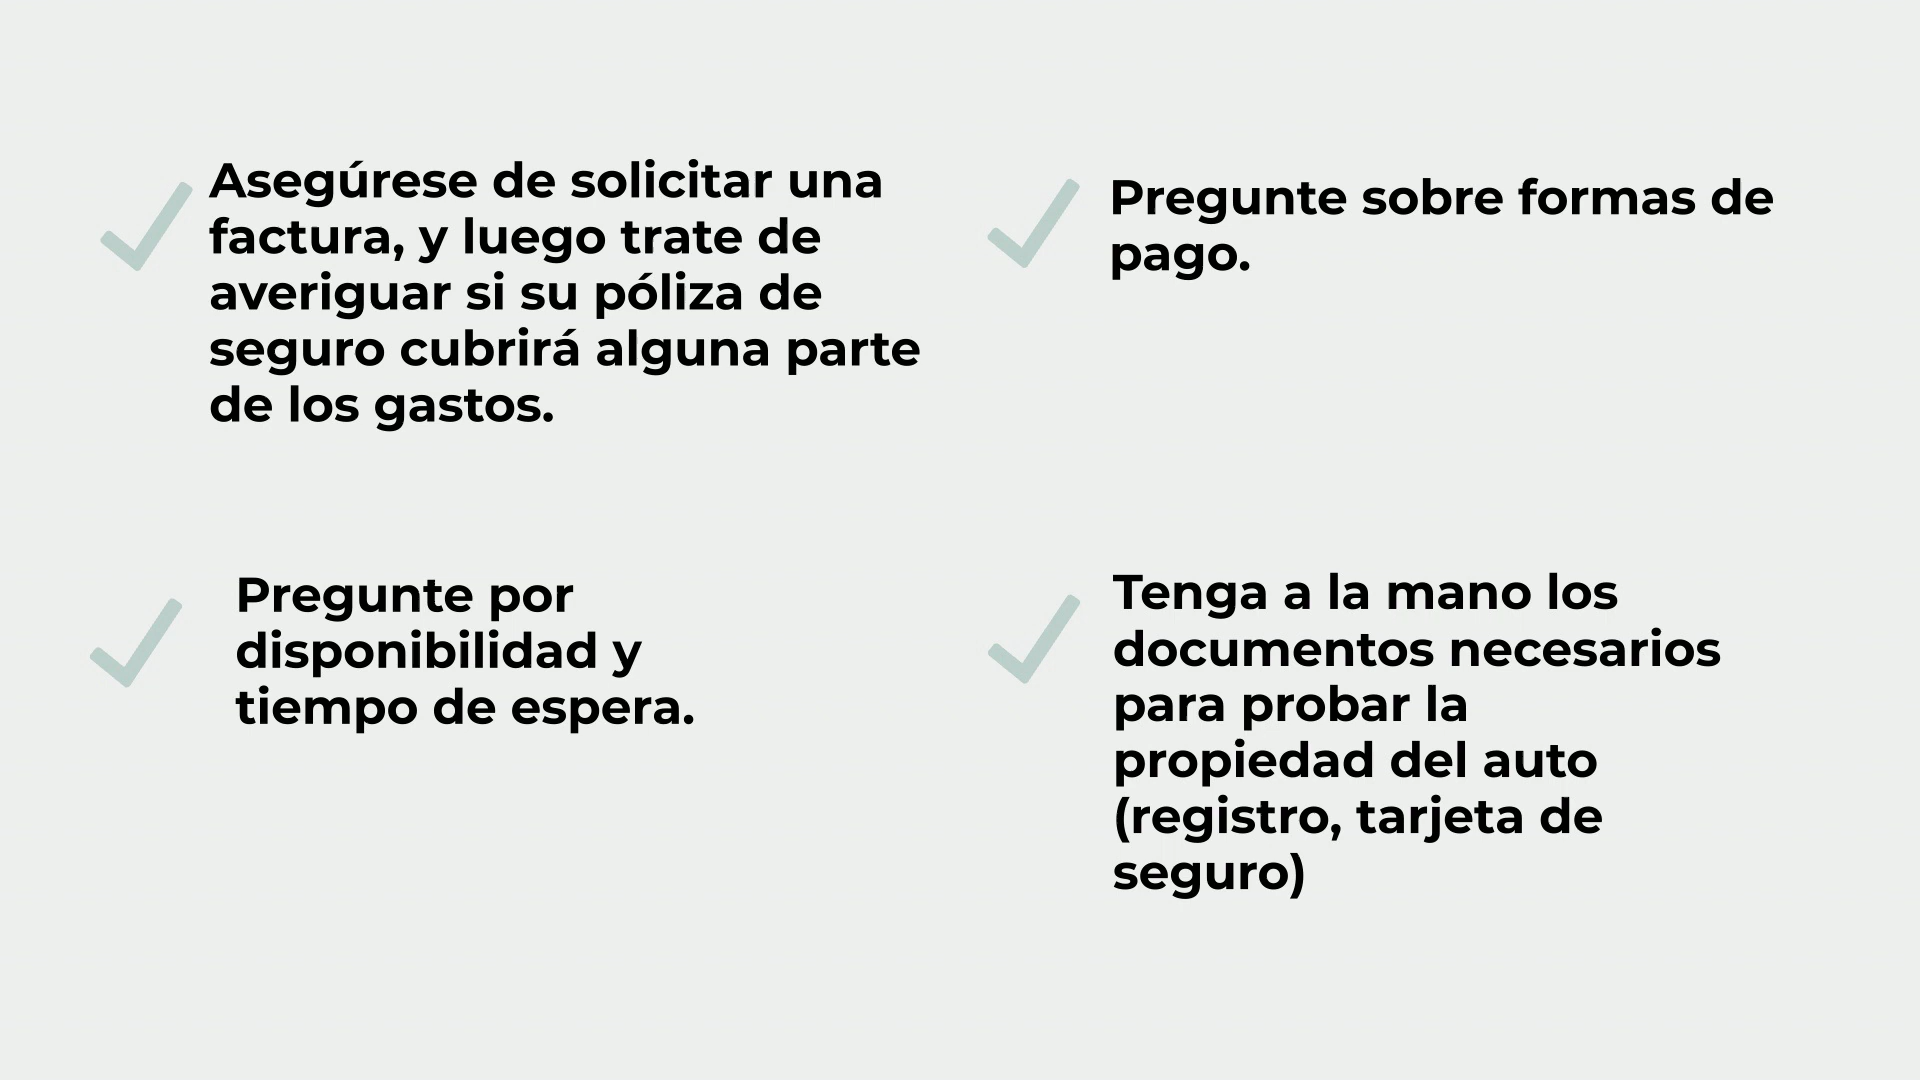 Asegúrese de solicitar una
factura, y luego trate de
averiguar si su póliza de
seguro cubrirá alguna parte
de los gastos.
Pregunte sobre formas de
pago.
Pregunte por
disponibilidad y
tiempo de espera.
Tenga a la mano los
documentos necesarios
para probar la
propiedad del auto
(registro, tarjeta de
seguro)